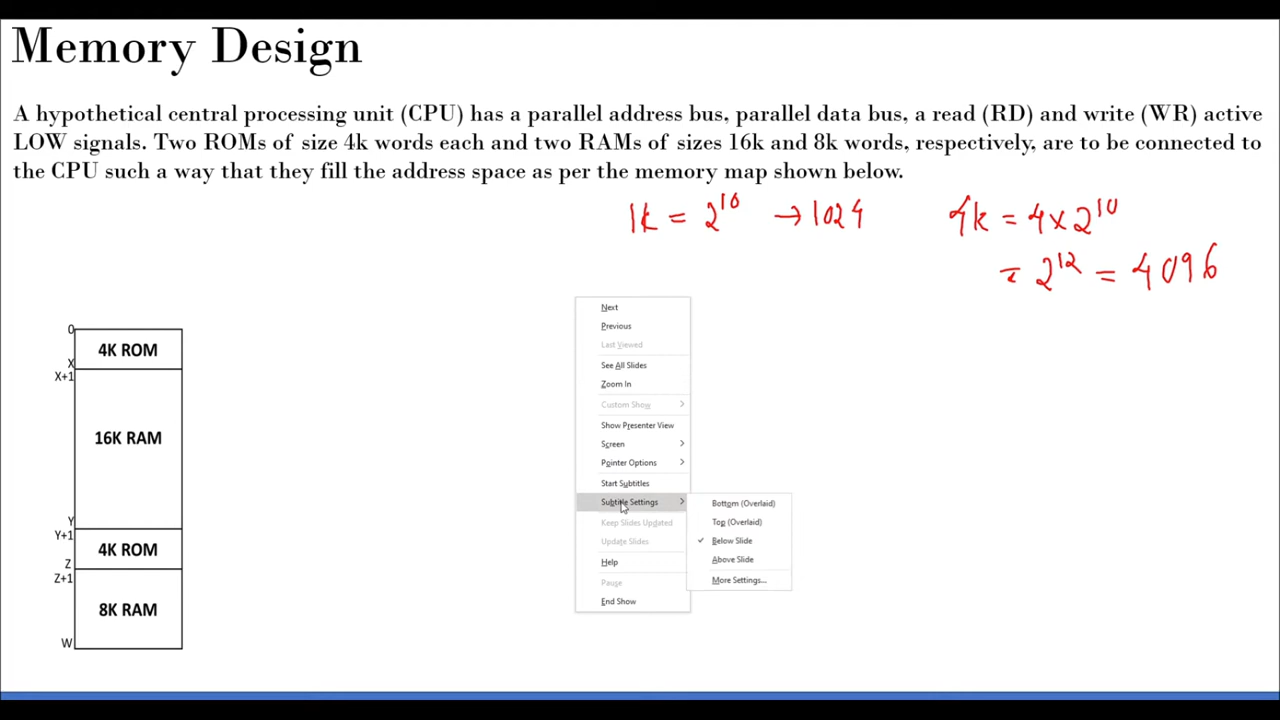 Memory Design
A hypothetical central processing unit (CPU) has a parallel address bus, parallel data bus, a read (RD) and write (WR) active
LOW signals. Two ROMs of size 4k words each and two RAMs of sizes 16k and 8k words, respectively, are to be connected to
the CPU such a way that they fill the address space as per the memory map shown below.
1k = 2^10 → 1024
4k = 4 x 2^10
= 2^12 = 4096
0
4K ROM
X
X+1
16K RAM
Y
Y+1
4K ROM
Z
Z+1
8K RAM
W
Next
Previous
Last Viewed
See All Slides
Zoom In
Custom Show
Show Presenter View
Screen
Pointer Options
Start Subtitles
Subtitle Settings
Keep Slides Updated
Update Slides
Help
Pause
End Show
Bottom (Overlaid)
Top (Overlaid)
Below Slide
Above Slide
More Settings...